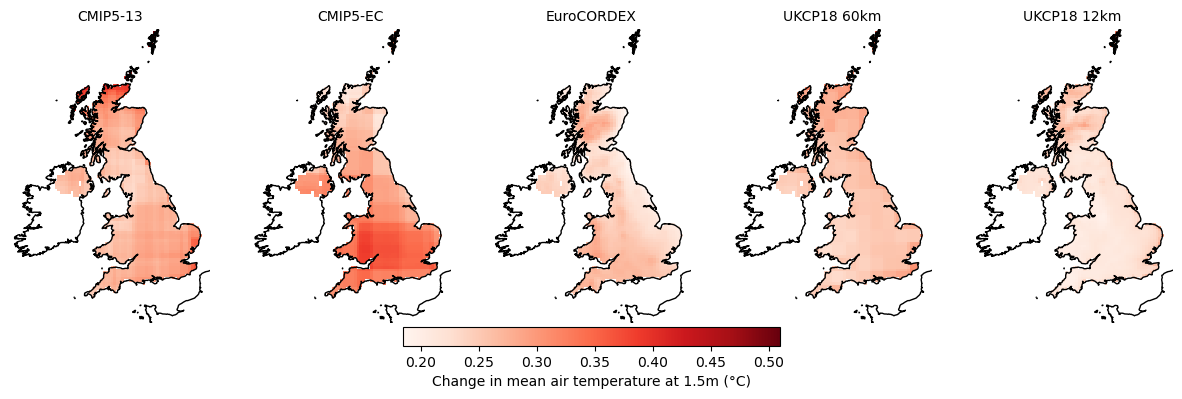 CMIP5-13 CMIP5-EC EuroCORDEX UKCP18 60km UKCP18 12km
0.20 0.25 0.30 0.35 0.40 0.45 0.50
Change in mean air temperature at 1.5m (°C)